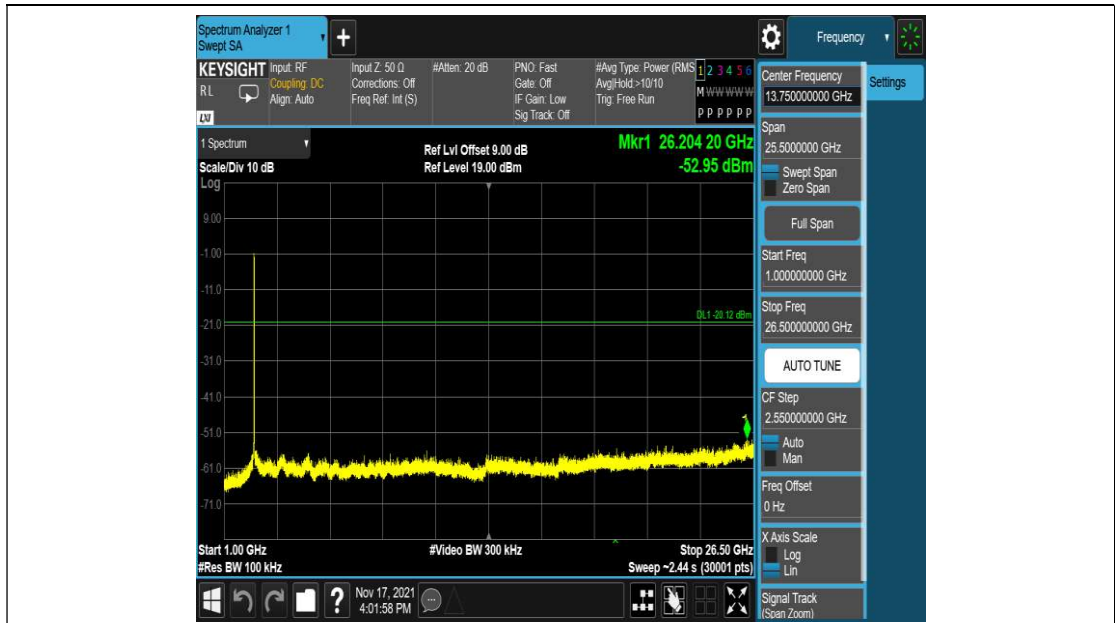 Spectrum Analyzer 1
Swept SA
+
Frequency
KEYSIGHT
RL
LXI
Input: RF
Coupling: DC
Align: Auto
Input Z: 50 Ω
Corrections: Off
Freq Ref: Int (S)
#Atten: 20 dB
PNO: Fast
Gate: Off
IF Gain: Low
Sig Track: Off
#Avg Type: Power (RMS
Avg|Hold:>10/10
Trig: Free Run
1 2 3 4 5 6
M W W W W W
P P P P P P
1 Spectrum
Scale/Div 10 dB
Log
Ref Lvl Offset 9.00 dB
Ref Level 19.00 dBm
Mkr1 26.204 20 GHz
-52.95 dBm
9.00
-1.00
-11.0
DL1 -20.12 dBm
-21.0
-31.0
-41.0
1
-51.0
-61.0
-71.0
Start 1.00 GHz
#Video BW 300 kHz
Stop 26.50 GHz
#Res BW 100 kHz
Sweep ~2.44 s (30001 pts)
Center Frequency
13.750000000 GHz
Settings
Span
25.5000000 GHz
Swept Span
Zero Span
Full Span
Start Freq
1.000000000 GHz
Stop Freq
26.500000000 GHz
AUTO TUNE
CF Step
2.550000000 GHz
Auto
Man
Freq Offset
0 Hz
X Axis Scale
Log
Lin
Signal Track
(Span Zoom)
?
Nov 17, 2021
4:01:58 PM